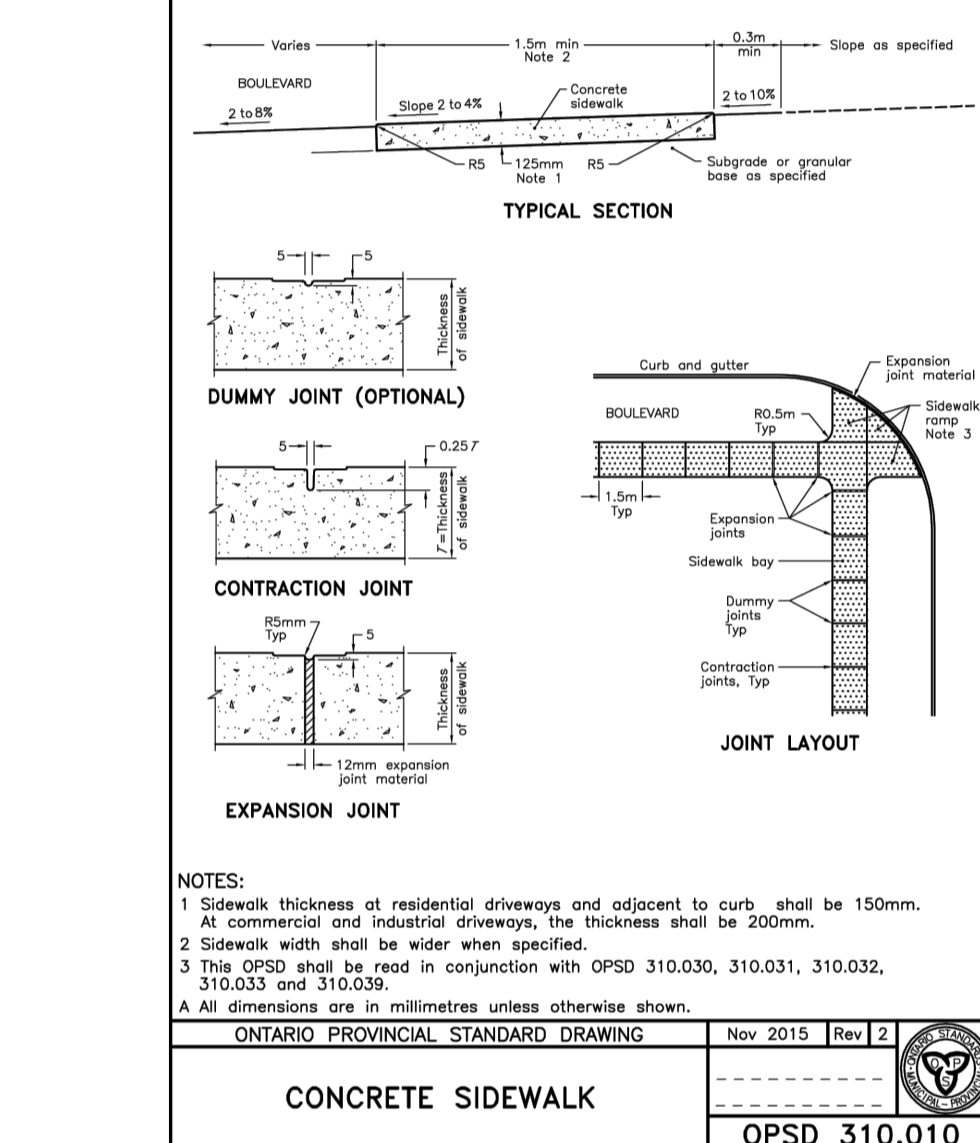 Varies
1.5m min
Note 2
0.3m
min
Slope as specified
BOULEVARD
2 to 8%
Slope 2 to 4%
Concrete
sidewalk
2 to 10%
R5
125mm
Note 1
R5
Subgrade or granular
base as specified
TYPICAL SECTION
5
5
Thickness
of sidewalk
DUMMY JOINT (OPTIONAL)
5
0.25T
T=Thickness
of sidewalk
CONTRACTION JOINT
R5mm
Typ
5
Thickness
of sidewalk
12mm expansion
joint material
EXPANSION JOINT
Curb and gutter
Expansion
joint material
BOULEVARD
R0.5m
Typ
Sidewalk
ramp
Note 3
1.5m
Typ
Expansion
joints
Sidewalk bay
Dummy
joints
Typ
Contraction
joints, Typ
JOINT LAYOUT
NOTES:
1 Sidewalk thickness at residential driveways and adjacent to curb shall be 150mm.
At commercial and industrial driveways, the thickness shall be 200mm.
2 Sidewalk width shall be wider when specified.
3 This OPSD shall be read in conjunction with OPSD 310.030, 310.031, 310.032,
310.033 and 310.039.
A All dimensions are in millimetres unless otherwise shown.
ONTARIO PROVINCIAL STANDARD DRAWING
Nov 2015 Rev 2
CONCRETE SIDEWALK
OPS
OPSD 310.010